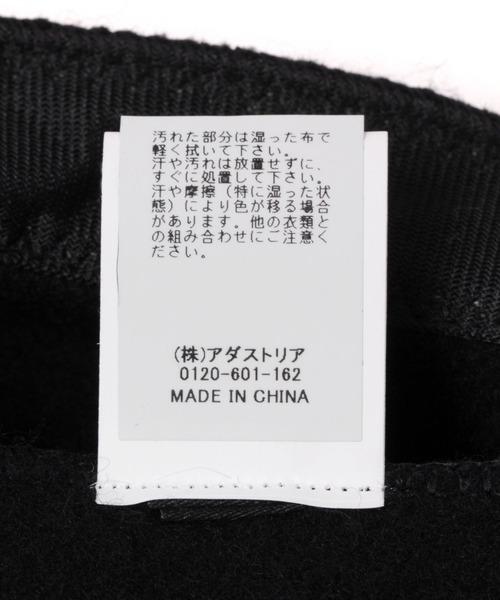 汚れた部分は湿った布で
軽く拭いて下さい。
汗や汚れは放置せずに、
すぐに処置して下さい。
汗や摩擦（特に湿った状
態）により色が移る場合
があります。他の衣類と
の組み合わせにご注意く
ださい。
(株)アダストリア
0120-601-162
MADE IN CHINA